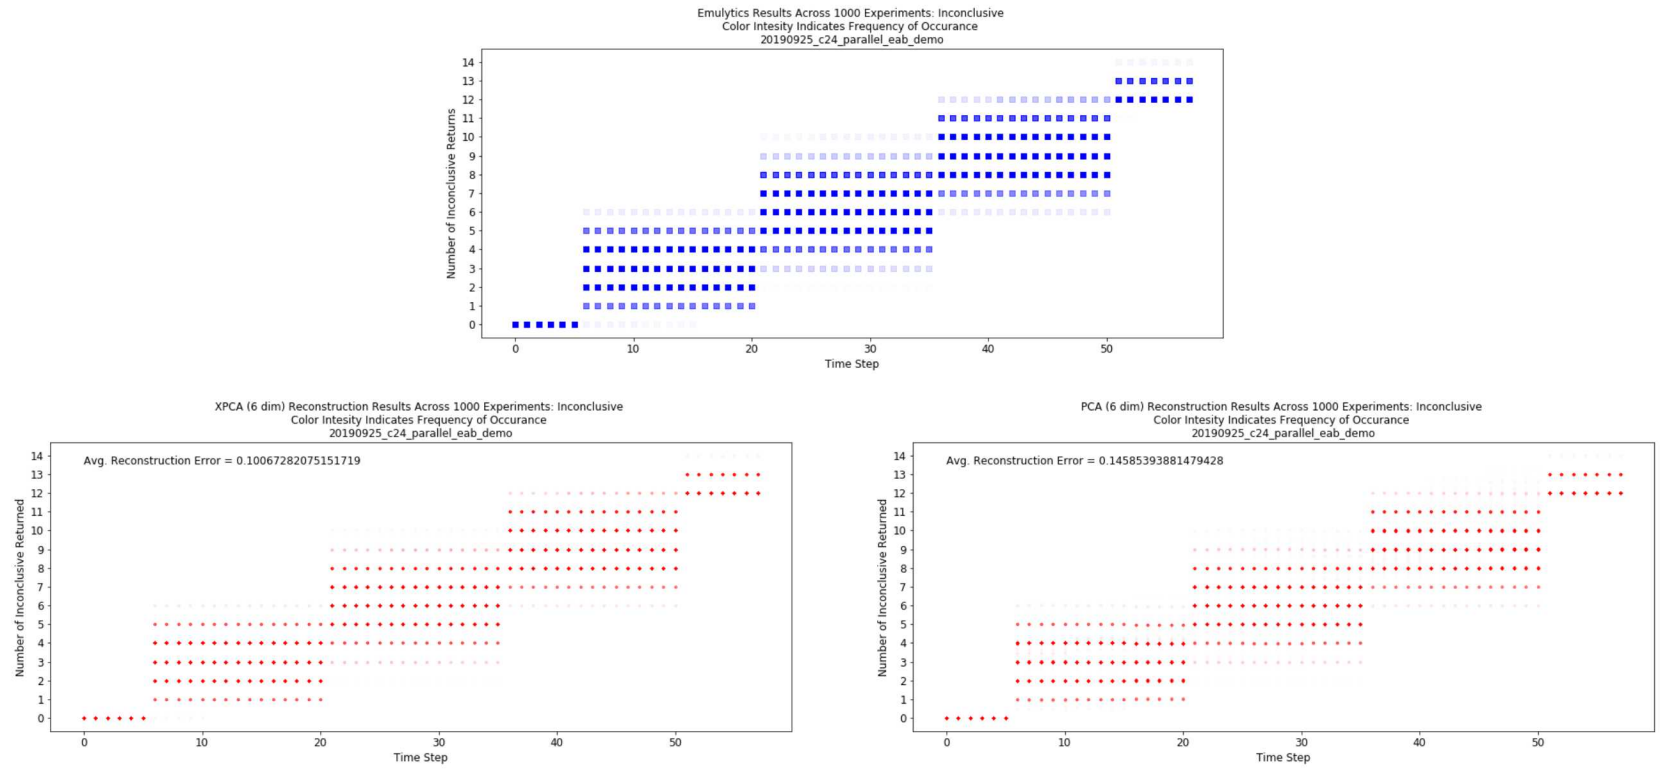 Emulytics Results Across 1000 Experiments: Inconclusive
Color Intesity Indicates Frequency of Occurance
20190925_c24_parallel_eab_demo
Number of Inconclusive Returns
14
13
12
11
10
9
8
7
6
5
4
3
2
1
0
0 10 20 30 40 50
Time Step
XPCA (6 dim) Reconstruction Results Across 1000 Experiments: Inconclusive
Color Intesity Indicates Frequency of Occurance
20190925_c24_parallel_eab_demo
Avg. Reconstruction Error = 0.10067282075151719
Number of Inconclusive Returned
14
13
12
11
10
9
8
7
6
5
4
3
2
1
0
0 10 20 30 40 50
Time Step
PCA (6 dim) Reconstruction Results Across 1000 Experiments: Inconclusive
Color Intesity Indicates Frequency of Occurance
20190925_c24_parallel_eab_demo
Avg. Reconstruction Error = 0.14585393881479428
Number of Inconclusive Returned
14
13
12
11
10
9
8
7
6
5
4
3
2
1
0
0 10 20 30 40 50
Time Step